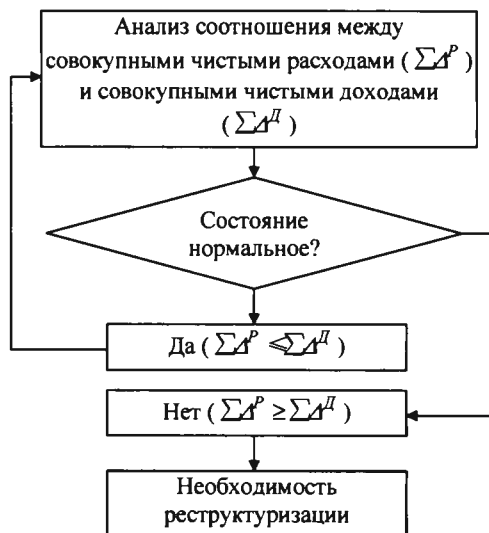 Анализ соотношения между
совокупными чистыми расходами ( ∑Δ^Р )
и совокупными чистыми доходами
( ∑Δ^Д )
Состояние
нормальное?
Да ( ∑Δ^Р ⩽ ∑Δ^Д )
Нет ( ∑Δ^Р ≥ ∑Δ^Д )
Необходимость
реструктуризации